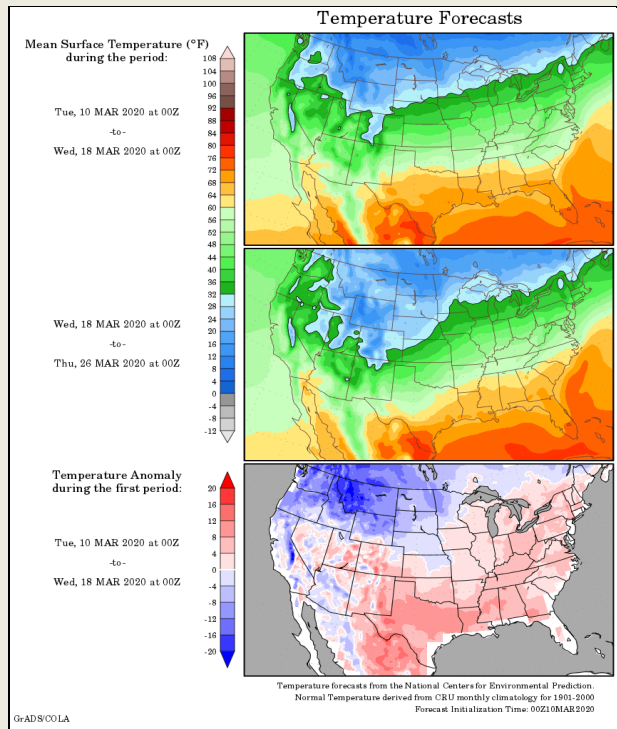 Temperature Forecasts
Mean Surface Temperature (°F)
during the period:
Tue, 10 MAR 2020 at 00Z
-to-
Wed, 18 MAR 2020 at 00Z
108
104
100
96
92
88
84
80
76
72
68
64
60
56
52
48
44
40
36
32
28
24
20
16
12
8
4
0
-4
-8
-12
Wed, 18 MAR 2020 at 00Z
-to-
Thu, 26 MAR 2020 at 00Z
Temperature Anomaly
during the first period:
Tue, 10 MAR 2020 at 00Z
-to-
Wed, 18 MAR 2020 at 00Z
20
16
12
8
4
0
-4
-8
-12
-16
-20
Temperature forecasts from the National Centers for Environmental Prediction.
Normal Temperature derived from CRU monthly climatology for 1901-2000
Forecast Initialization Time: 00Z10MAR2020
GrADS/COLA